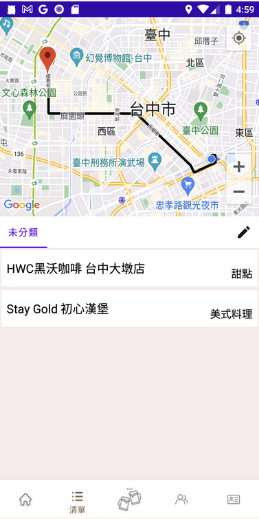 4:59
臺中
邱厝子
幻覺博物館-台中
北區
文心森林公園
台中市
麻園頭
西區
臺中公園
東區
136
臺中刑務所演武場
忠孝路觀光夜市
Google
未分類
HWC黑沃咖啡 台中大墩店
甜點
Stay Gold 初心漢堡
美式料理
清單